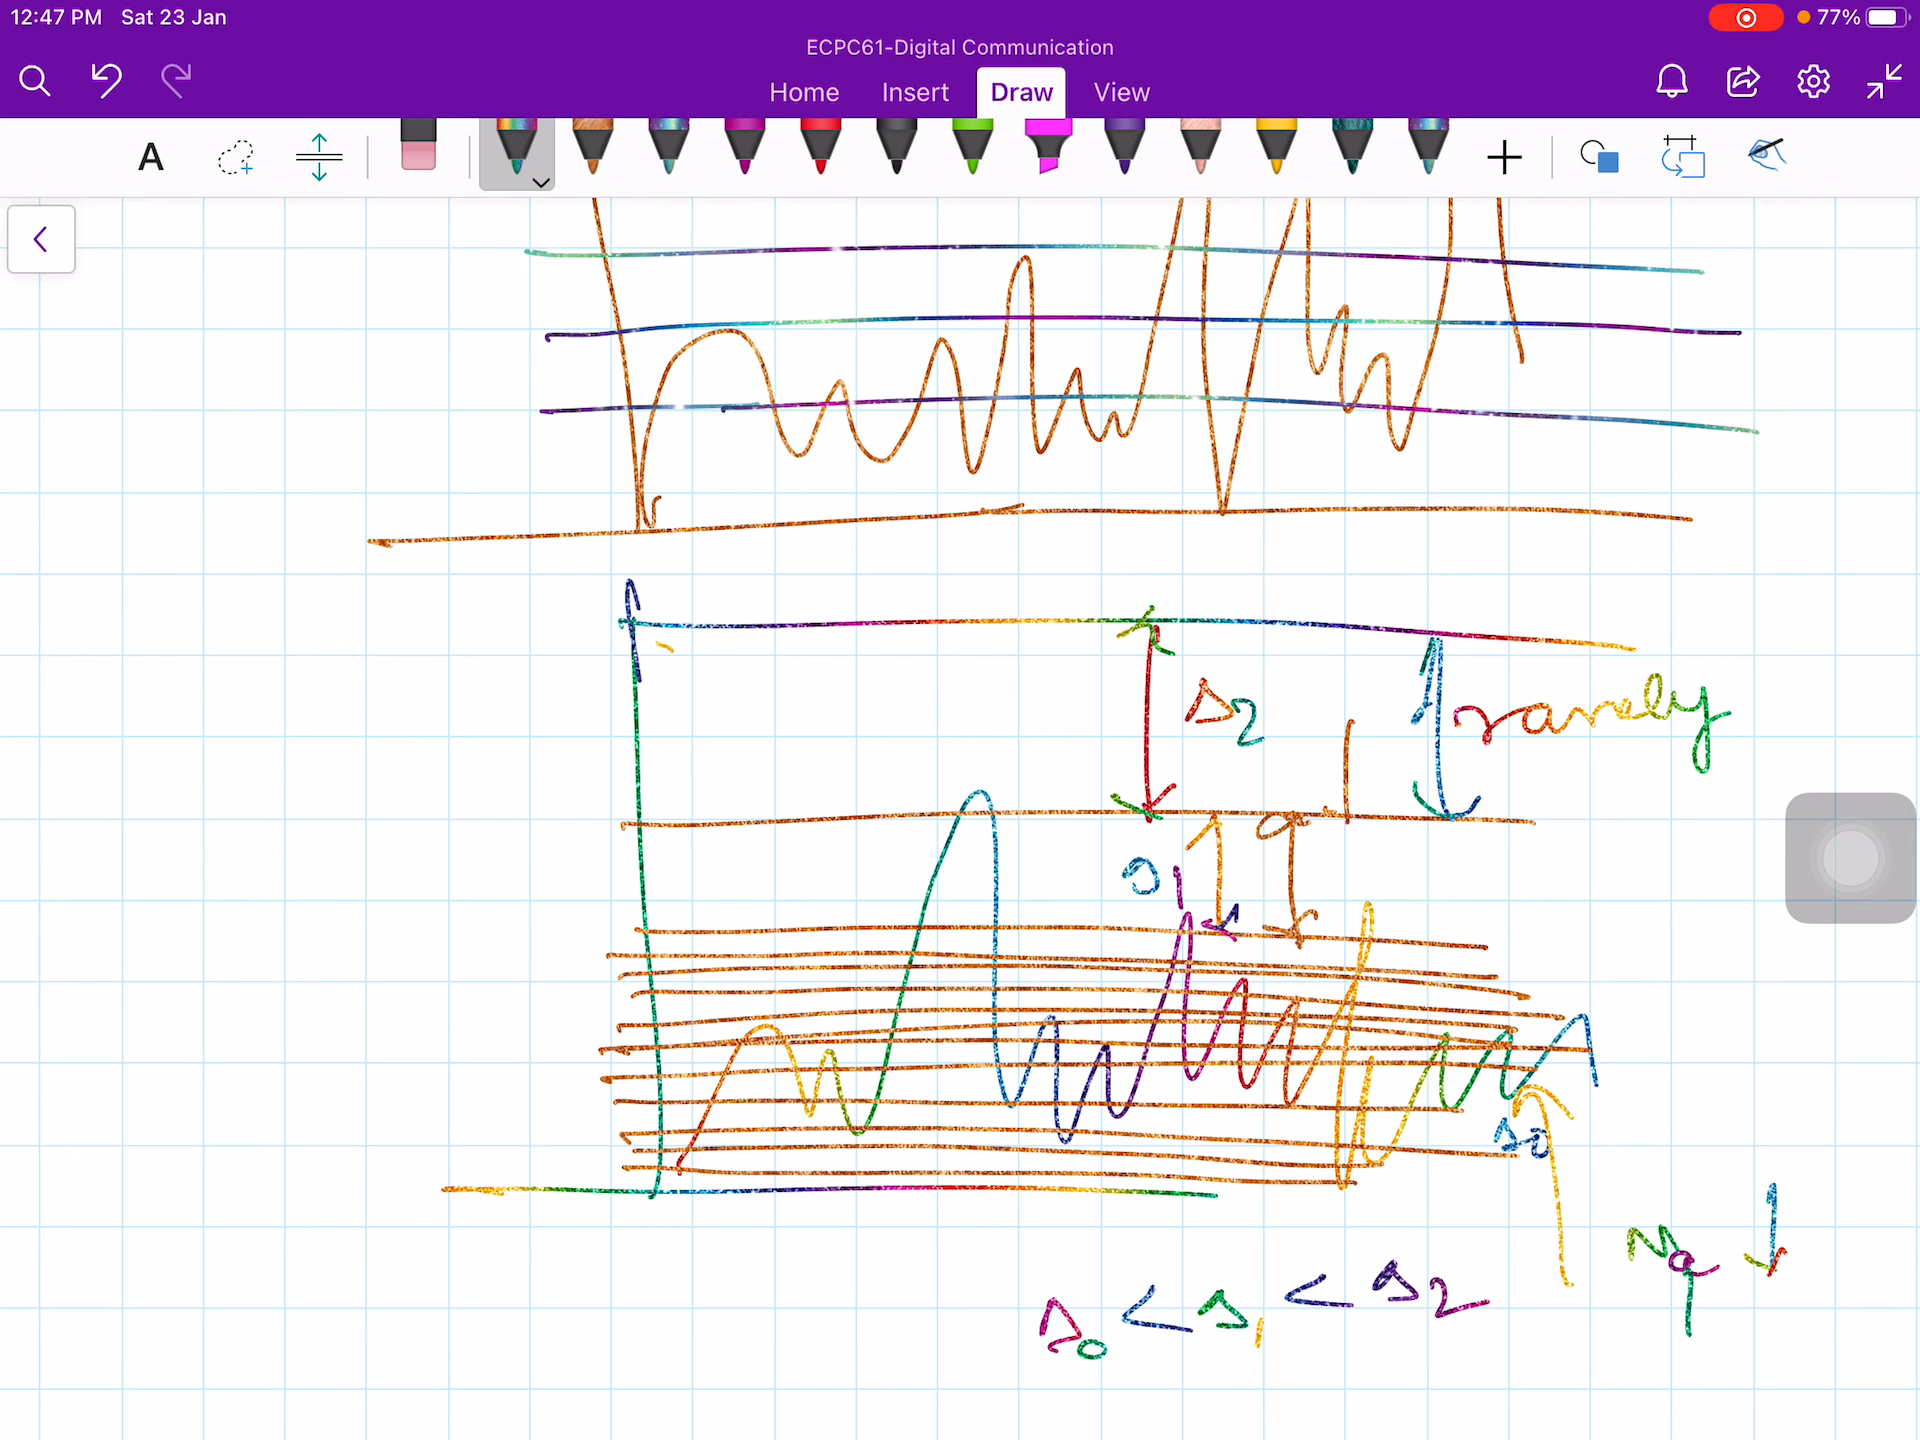 12:47 PM Sat 23 Jan
77%
ECPC61-Digital Communication
Home Insert Draw View
A
Δ2
rarely
Δ0
Nq ↓
Δ0 < Δ1 < Δ2